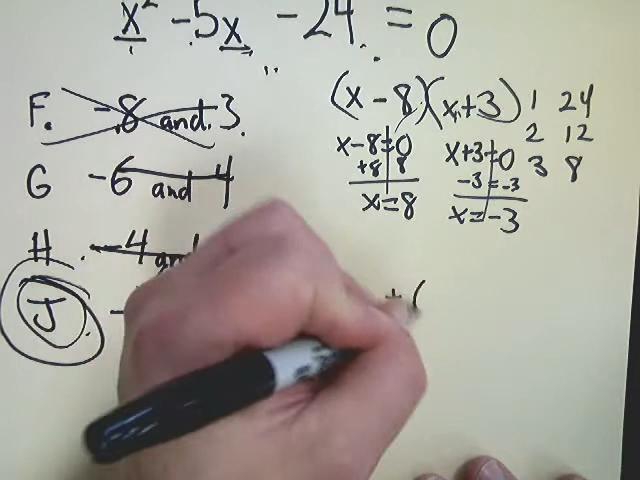 x² -5x -24 = 0
F. -8 and 3
G -6 and 4
H. -4 and
J. -
(x - 8)(x+3)
x-8=0
+8 8
x=8
x+3=0
-3=-3
x=-3
1 24
2 12
3 8
+(